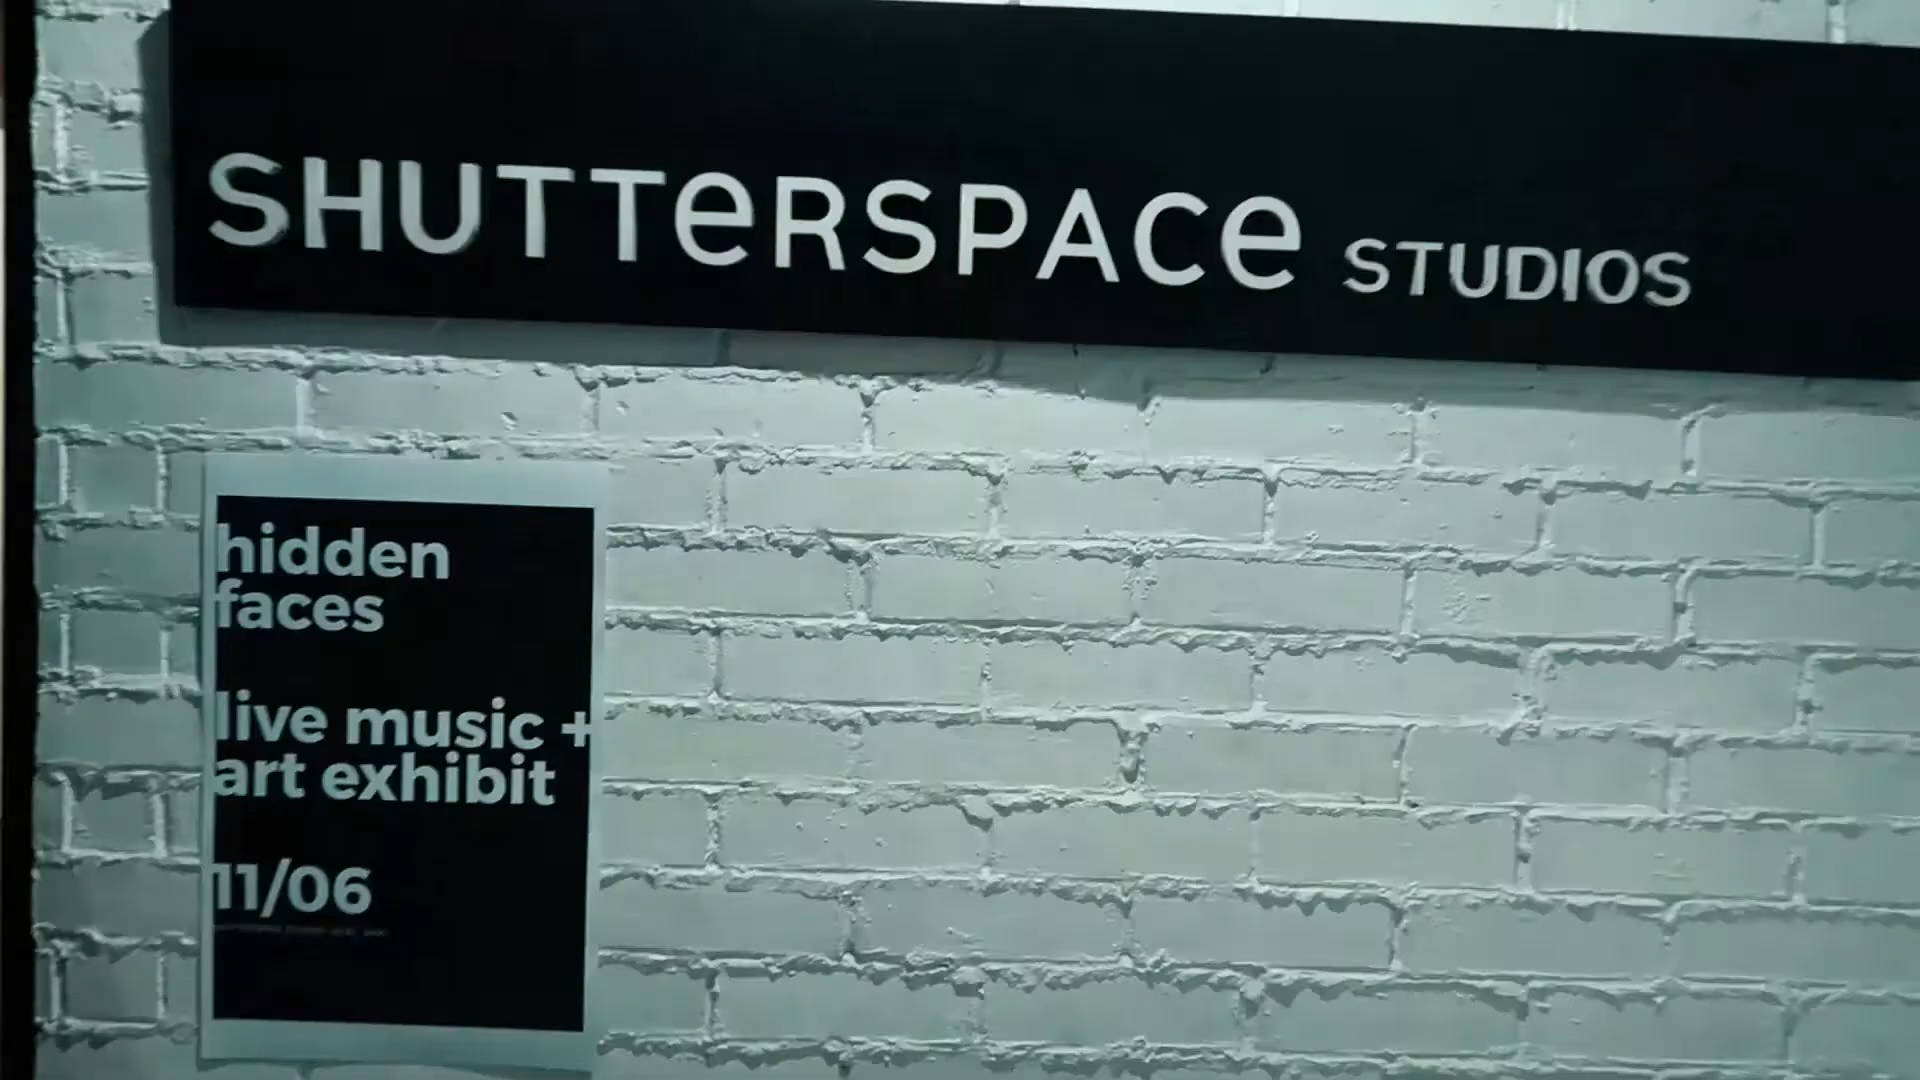 SHUTTeRSPACe STUDIOS
hidden
faces
live music +
art exhibit
11/06